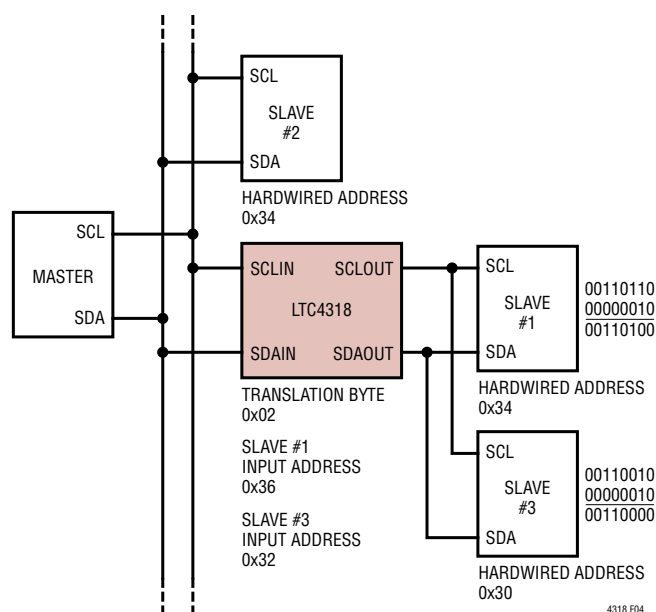 SCL
SLAVE
#2
SDA
HARDWIRED ADDRESS
0x34
MASTER
SCL
SDA
SCLIN SCLOUT
LTC4318
SDAIN SDAOUT
TRANSLATION BYTE
0x02
SLAVE #1
INPUT ADDRESS
0x36
SLAVE #3
INPUT ADDRESS
0x32
SCL
SLAVE
#1
SDA
00110110
00000010
00110100
HARDWIRED ADDRESS
0x34
SCL
SLAVE
#3
SDA
00110010
00000010
00110000
HARDWIRED ADDRESS
0x30
4318 F04